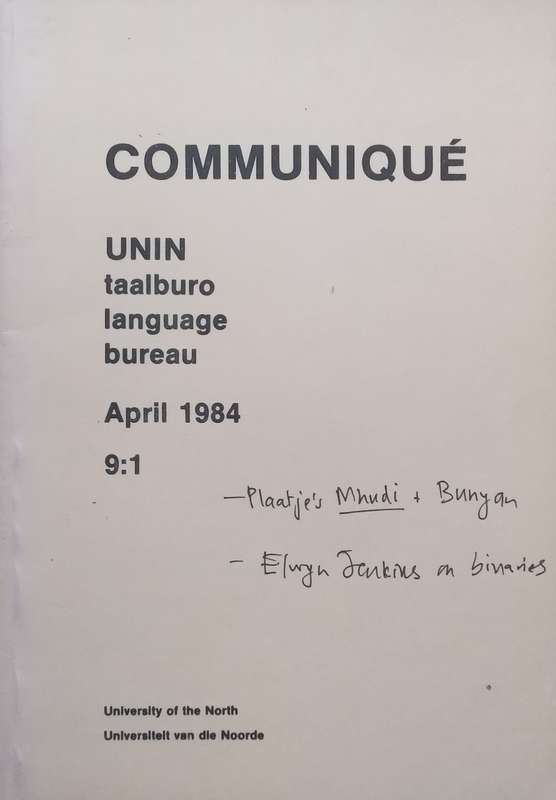 COMMUNIQUÉ
UNIN
taalburo
language
bureau
April 1984
9:1
– Plaatje's Mhudi + Bunyan
– Elwyn Jenkins on binaries
University of the North
Universiteit van die Noorde